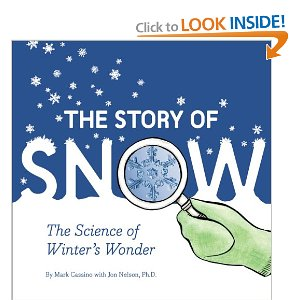 Click to LOOK INSIDE!
THE STORY OF
SNOW
The Science of
Winter's Wonder
By Mark Cassino with Jon Nelson, Ph.D.